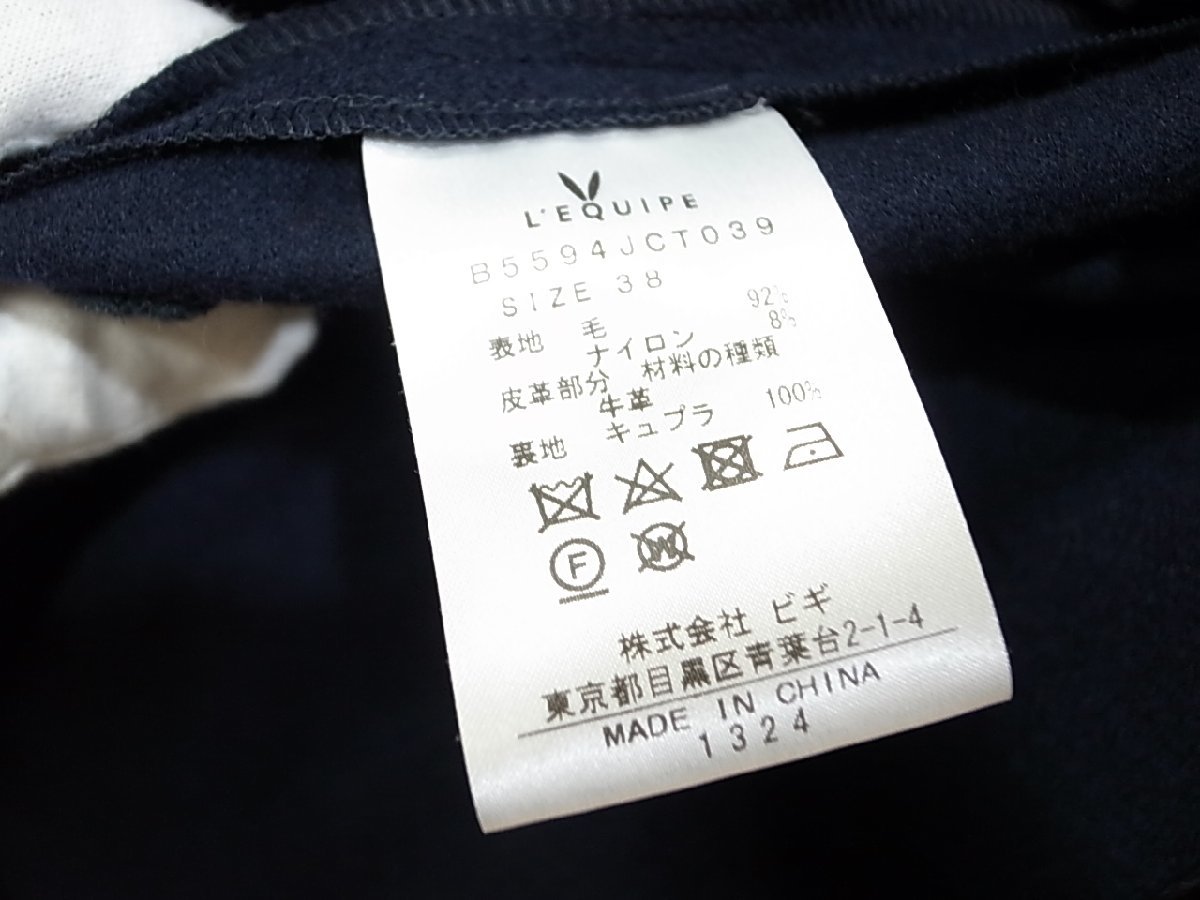 L'EQUIPE
B5594JCT039
SIZE 38
表地 毛 92%
ナイロン 8%
皮革部分 材料の種類
牛革
裏地 キュプラ 100%
F
W
株式会社 ビギ
東京都目黒区青葉台2-1-4
MADE IN CHINA
1324